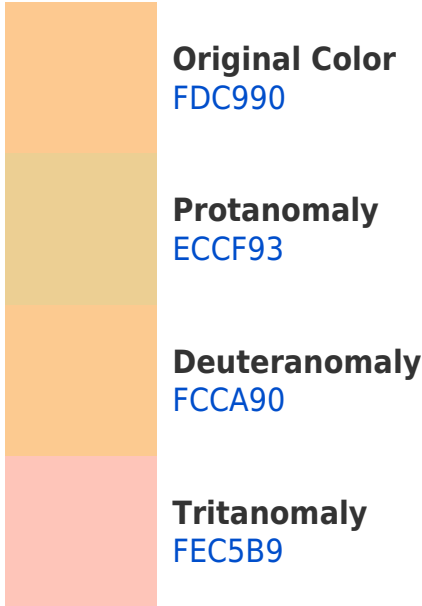 Original Color
FDC990
Protanomaly
ECCF93
Deuteranomaly
FCCA90
Tritanomaly
FEC5B9